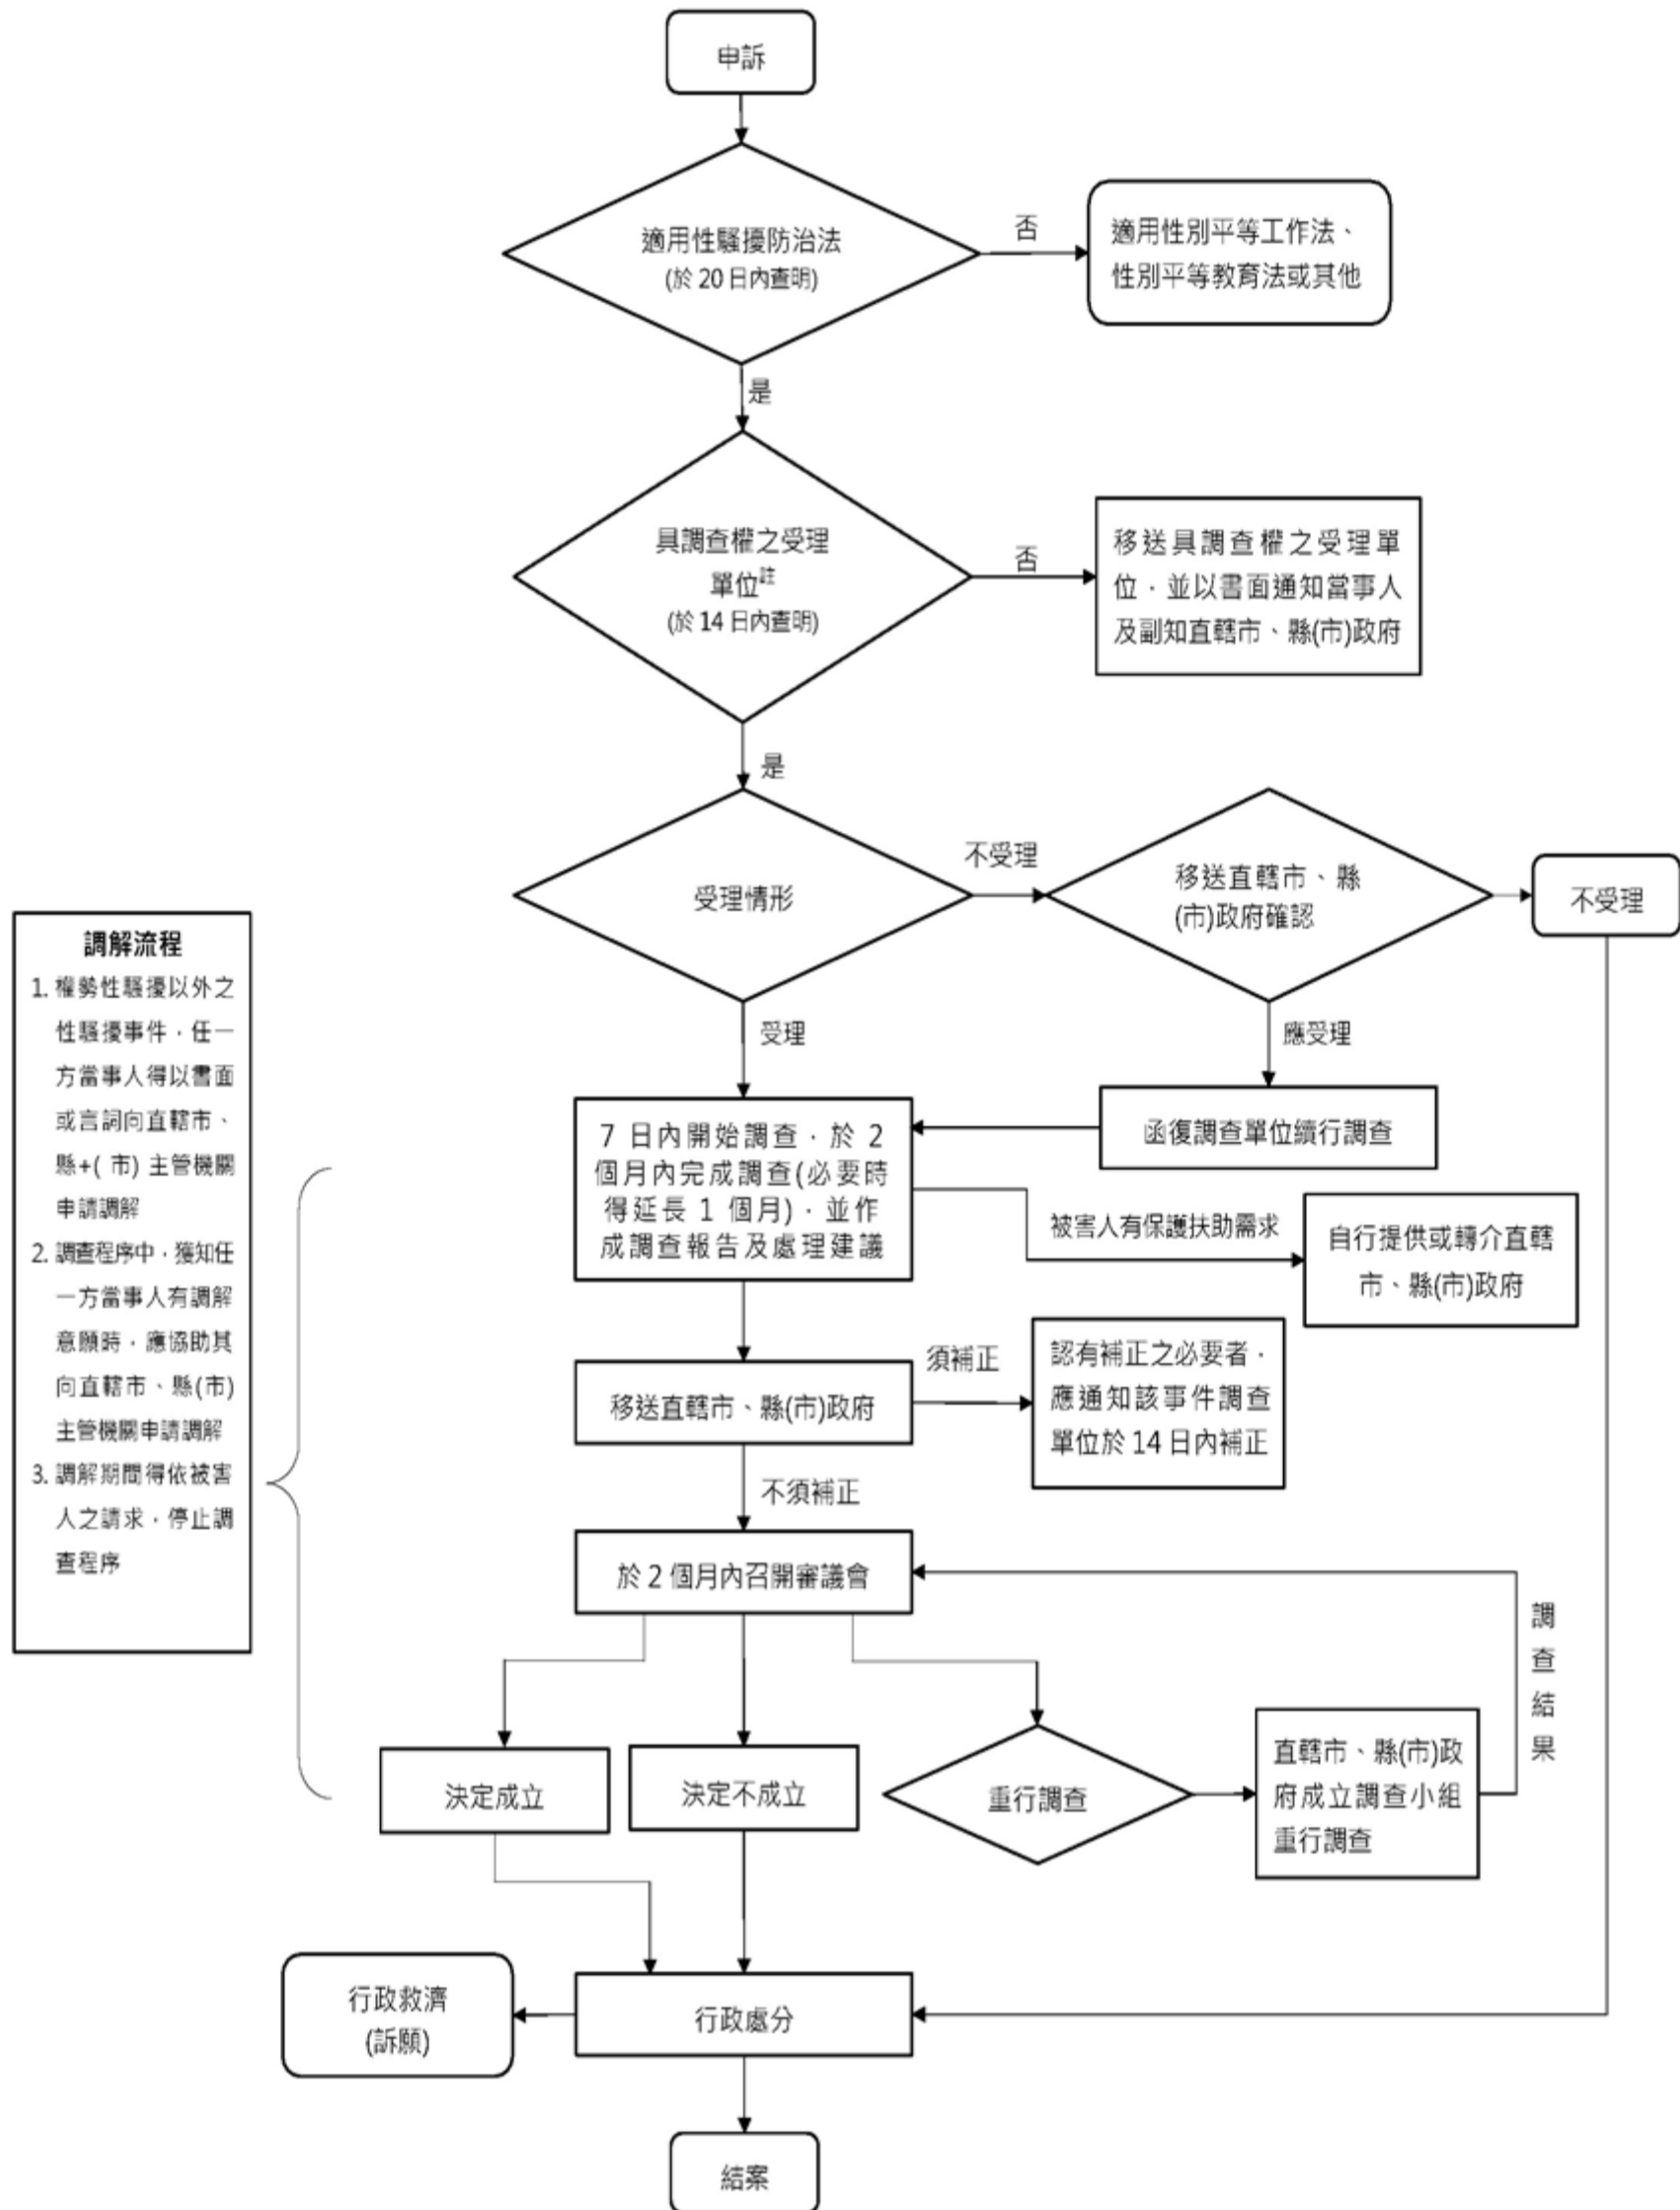 申訴
適用性騷擾防治法
(於 20 日內查明)
否
適用性別平等工作法、
性別平等教育法或其他
是
具調查權之受理
單位註
(於 14 日內查明)
否
移送具調查權之受理單
位，並以書面通知當事人
及副知直轄市、縣(市)政府
是
受理情形
不受理
移送直轄市、縣
(市)政府確認
不受理
受理
應受理
函復調查單位續行調查
7 日內開始調查，於 2
個月內完成調查(必要時
得延長 1 個月)，並作
成調查報告及處理建議
被害人有保護扶助需求
自行提供或轉介直轄
市、縣(市)政府
調解流程
1. 權勢性騷擾以外之
性騷擾事件，任一
方當事人得以書面
或言詞向直轄市、
縣+( 市) 主管機關
申請調解
2. 調查程序中，獲知任
一方當事人有調解
意願時，應協助其
向直轄市、縣(市)
主管機關申請調解
3. 調解期間得依被害
人之請求，停止調
查程序
移送直轄市、縣(市)政府
須補正
認有補正之必要者，
應通知該事件調查
單位於 14 日內補正
不須補正
於 2 個月內召開審議會
調
查
結
果
決定成立
決定不成立
重行調查
直轄市、縣(市)政
府成立調查小組
重行調查
行政處分
行政救濟
(訴願)
結案